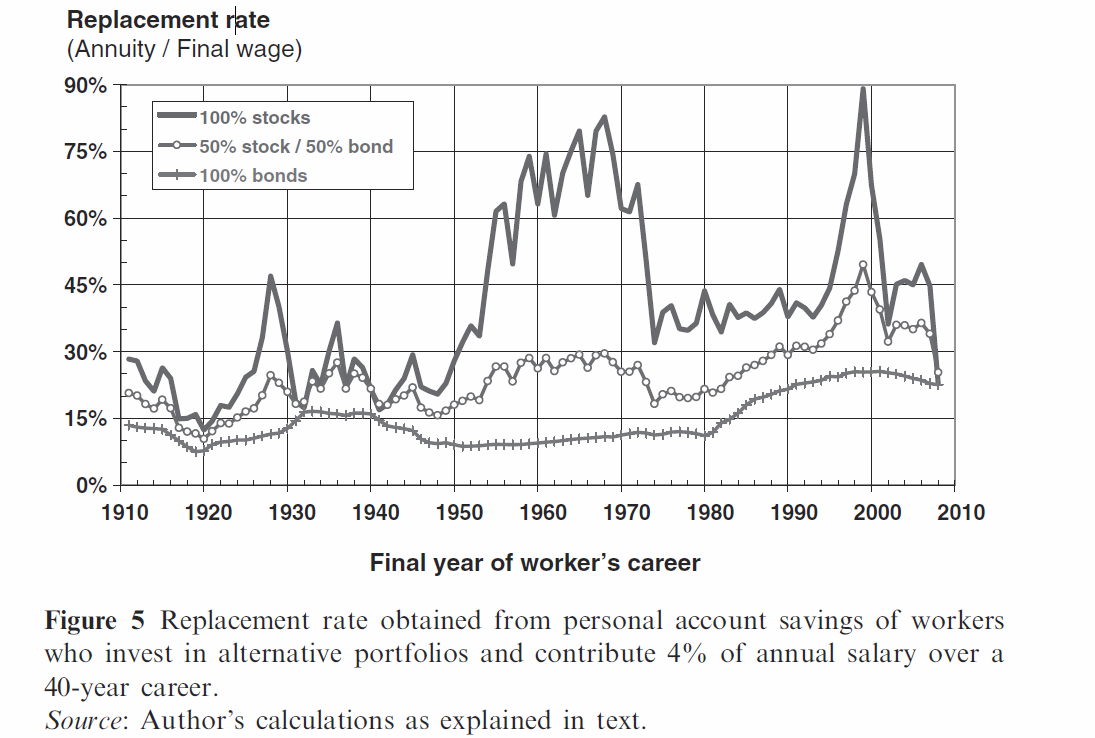 Replacement rate
(Annuity / Final wage)
90%
100% stocks
50% stock / 50% bond
100% bonds
75%
60%
45%
30%
15%
0%
1910 1920 1930 1940 1950 1960 1970 1980 1990 2000 2010
Final year of worker's career
Figure 5 Replacement rate obtained from personal account savings of workers
who invest in alternative portfolios and contribute 4% of annual salary over a
40-year career.
Source: Author's calculations as explained in text.